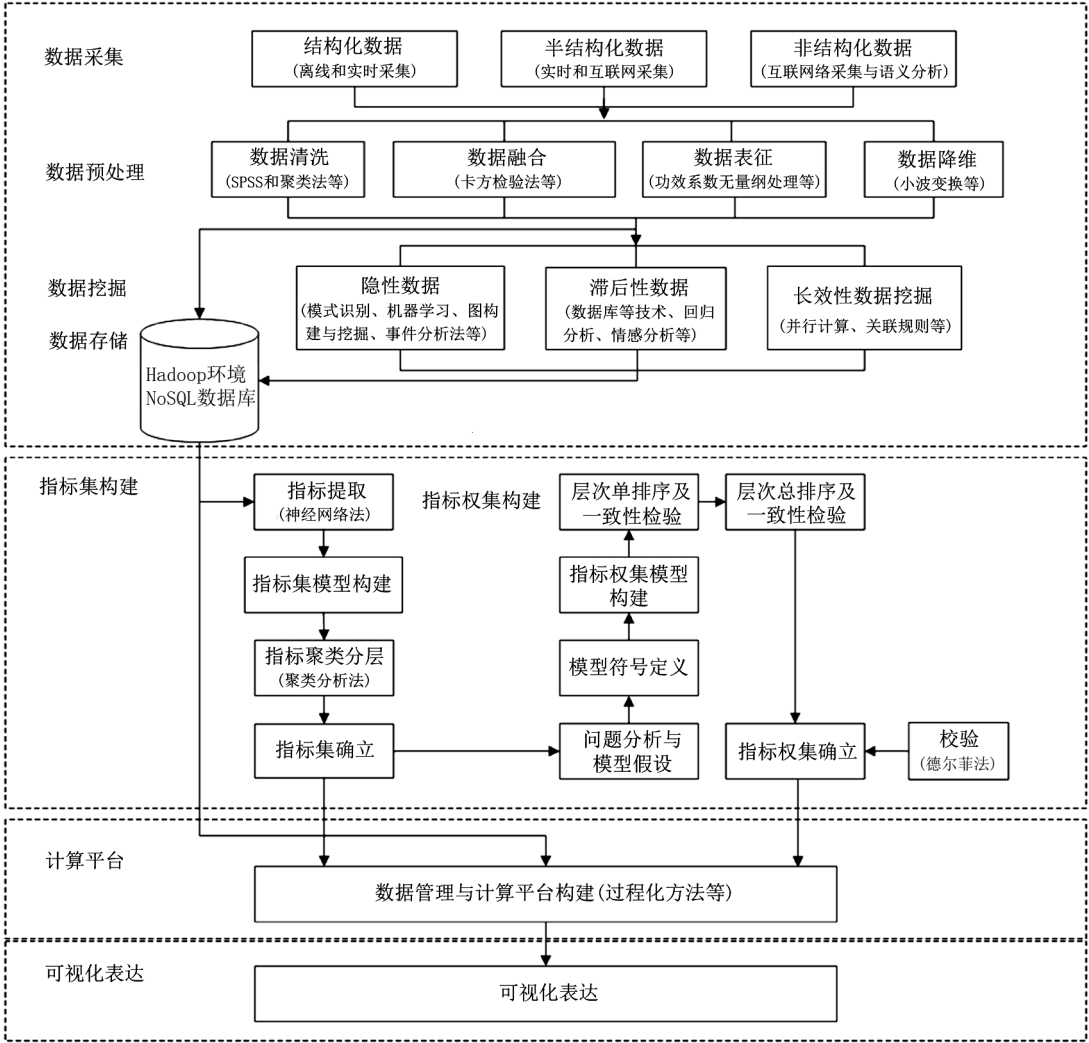 数据采集
结构化数据
(离线和实时采集)
半结构化数据
(实时和互联网采集)
非结构化数据
(互联网络采集与语义分析)
数据预处理
数据清洗
(SPSS和聚类法等)
数据融合
(卡方检验法等)
数据表征
(功效系数无量纲处理等)
数据降维
(小波变换等)
数据挖掘
隐性数据
(模式识别、机器学习、图构
建与挖掘、事件分析法等)
滞后性数据
(数据库等技术、回归
分析、情感分析等)
长效性数据挖掘
(并行计算、关联规则等)
数据存储
Hadoop环境
NoSQL数据库
指标集构建
指标提取
(神经网络法)
指标集模型构建
指标聚类分层
(聚类分析法)
指标集确立
指标权集构建
层次单排序及
一致性检验
层次总排序及
一致性检验
指标权集模型
构建
模型符号定义
问题分析与
模型假设
指标权集确立
校验
(德尔菲法)
计算平台
数据管理与计算平台构建(过程化方法等)
可视化表达
可视化表达